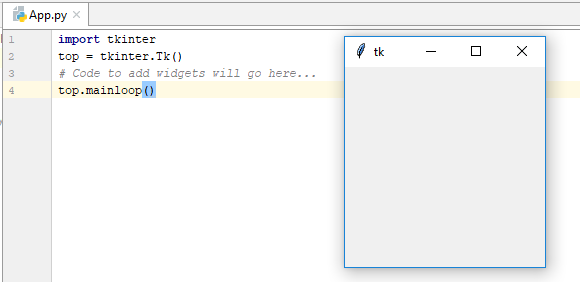 App.py
1 import tkinter
2 top = tkinter.Tk()
3 # Code to add widgets will go here...
4 top.mainloop()
tk